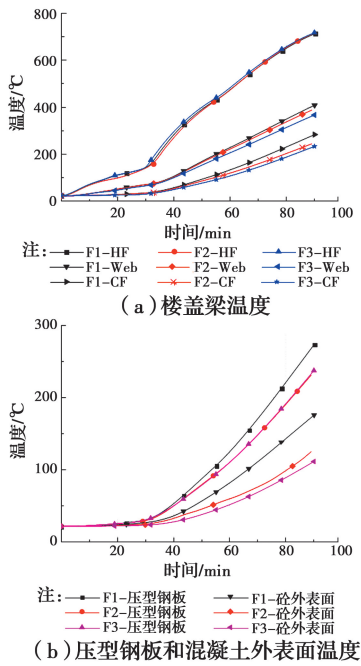 800
600
400
200
0
温度/℃
20
40
60
80
100
时间/min
注:
F1-HF
F2-HF
F3-HF
F1-Web
F2-Web
F3-Web
F1-CF
F2-CF
F3-CF
(a)楼盖梁温度
300
200
100
0
温度/℃
20
40
60
80
100
时间/min
注:
F1-压型钢板
F1-砼外表面
F2-压型钢板
F2-砼外表面
F3-压型钢板
F3-砼外表面
(b)压型钢板和混凝土外表面温度